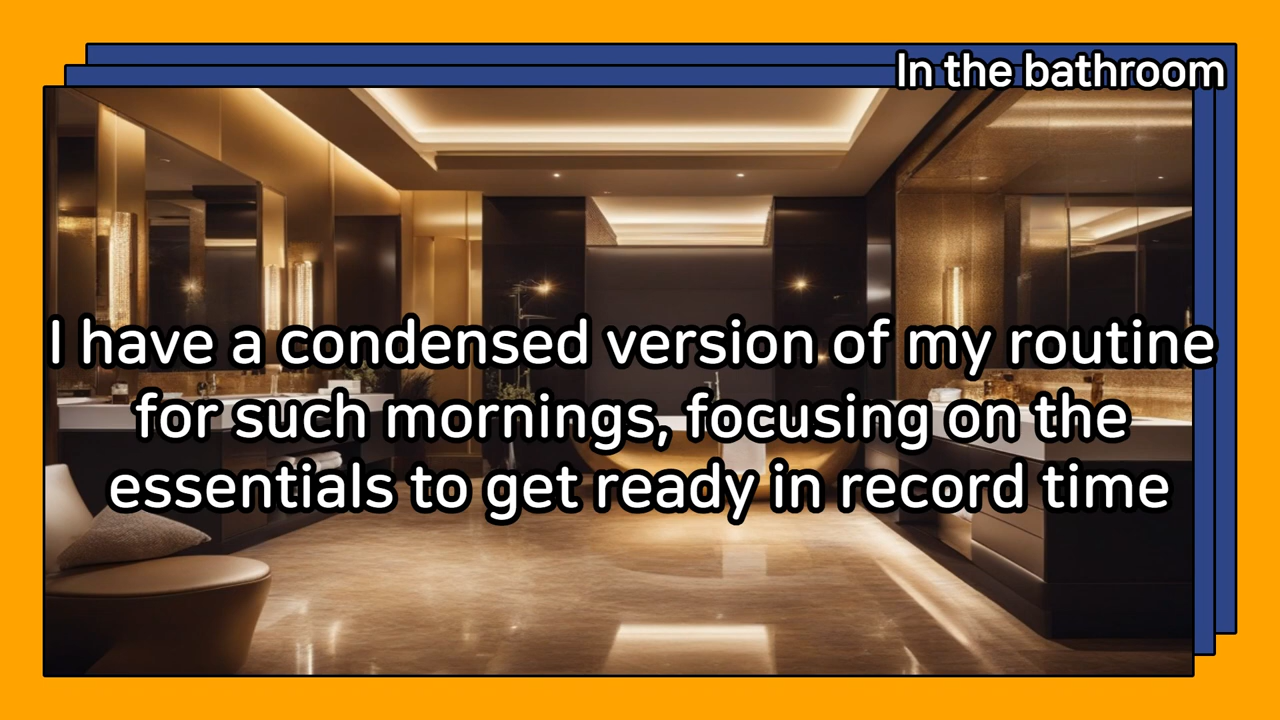 In the bathroom
I have a condensed version of my routine
for such mornings, focusing on the
essentials to get ready in record time